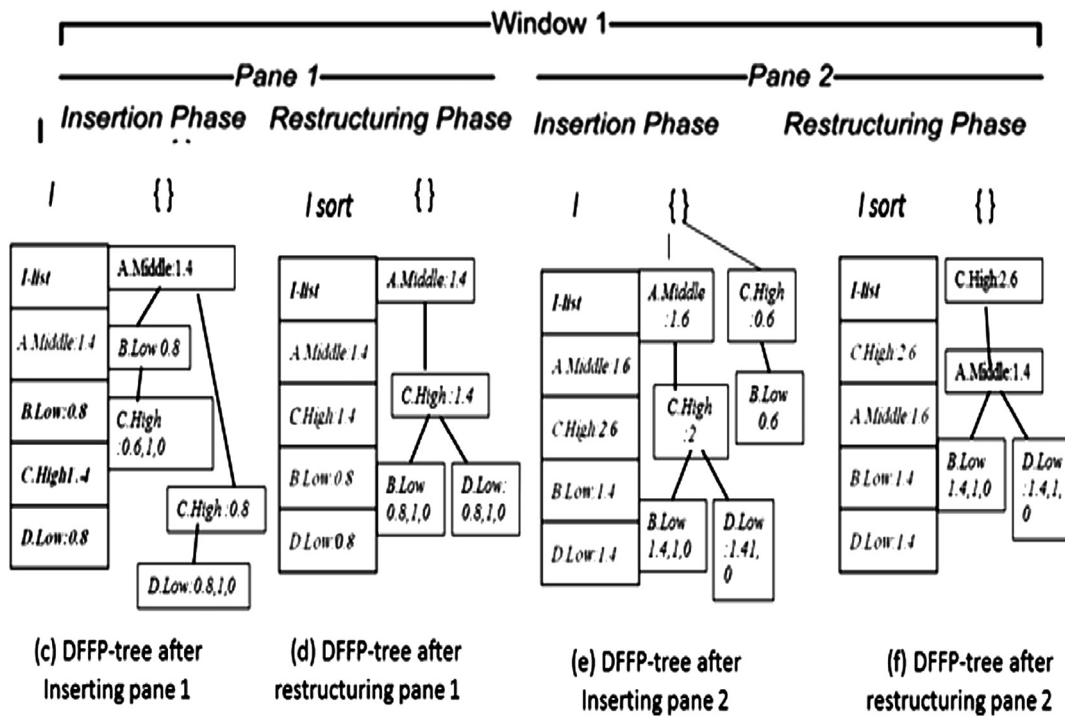 Window 1
Pane 1
Pane 2
Insertion Phase
Restructuring Phase
Insertion Phase
Restructuring Phase
I
{}
I sort
{}
I
{}
I sort
{}
I-list
A.Middle:1.4
B.Low:0.8
C.High1.4
D.Low:0.8
A.Middle:1.4
B.Low 0.8
C.High
:0.6,1,0
C.High :0.8
D.Low:0.8,1,0
I-list
A.Middle:1.4
C.High:1.4
B.Low:0.8
D.Low:0.8
A.Middle:1.4
C.High:1.4
B.Low
0.8,1,0
D.Low:
0.8,1,0
I-list
A.Middle:1.6
C.High:2.6
B.Low:1.4
D.Low:1.4
A.Middle
:1.6
C.High
:0.6
C.High
:2
B.Low
0.6
B.Low
1.4,1,0
D.Low
:1.41,
0
I-list
C.High:2.6
A.Middle:1.6
B.Low:1.4
D.Low:1.4
C.High:2.6
A.Middle:1.4
B.Low
1.4,1,0
D.Low
:1.4,1,
0
(c) DFFP-tree after
Inserting pane 1
(d) DFFP-tree after
restructuring pane 1
(e) DFFP-tree after
Inserting pane 2
(f) DFFP-tree after
restructuring pane 2